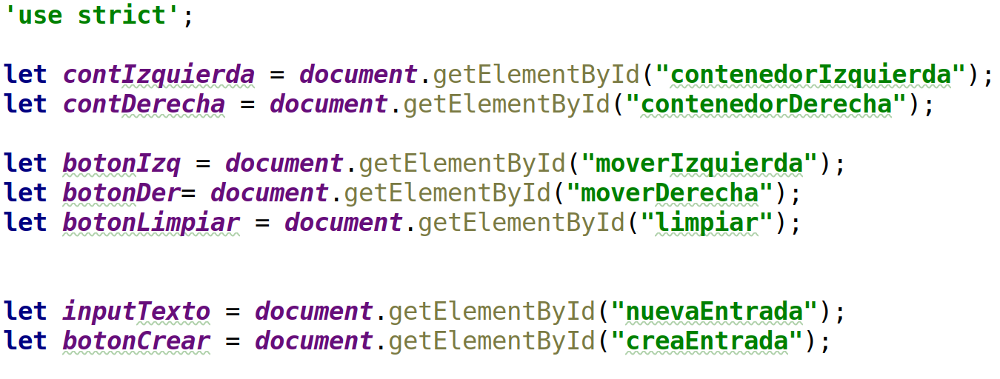 'use strict';
let contIzquierda = document.getElementById("contenedorIzquierda");
let contDerecha = document.getElementById("contenedorDerecha");
let botonIzq = document.getElementById("moverIzquierda");
let botonDer= document.getElementById("moverDerecha");
let botonLimpiar = document.getElementById("limpiar");
let inputTexto = document.getElementById("nuevaEntrada");
let botonCrear = document.getElementById("creaEntrada");